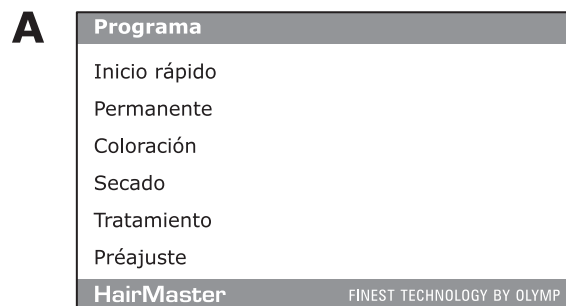 A
Programa
Inicio rápido
Permanente
Coloración
Secado
Tratamiento
Préajuste
HairMaster FINEST TECHNOLOGY BY OLYMP